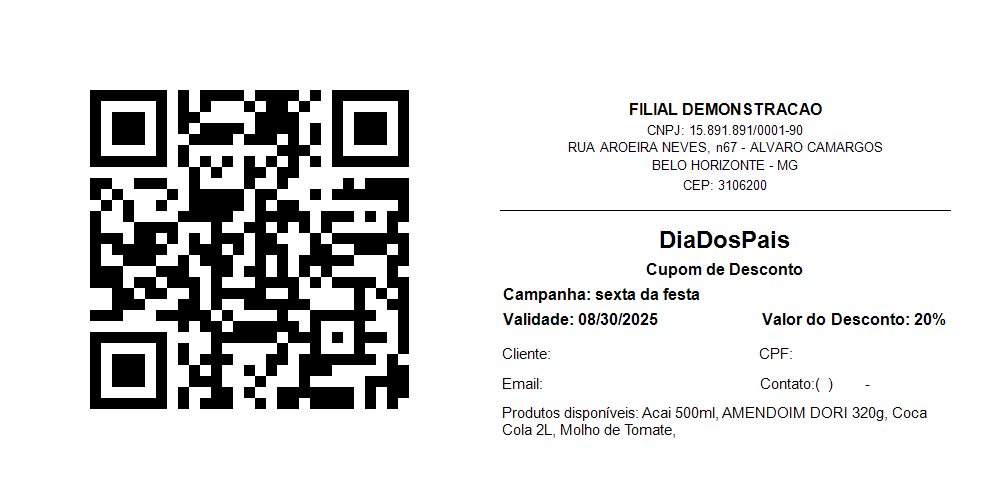 FILIAL DEMONSTRACAO
CNPJ: 15.891.891/0001-90
RUA AROEIRA NEVES, n67 - ALVARO CAMARGOS
BELO HORIZONTE - MG
CEP: 3106200
DiaDosPais
Cupom de Desconto
Campanha: sexta da festa
Validade: 08/30/2025 Valor do Desconto: 20%
Cliente: CPF:
Email: Contato:( ) -
Produtos disponíveis: Acai 500ml, AMENDOIM DORI 320g, Coca
Cola 2L, Molho de Tomate,